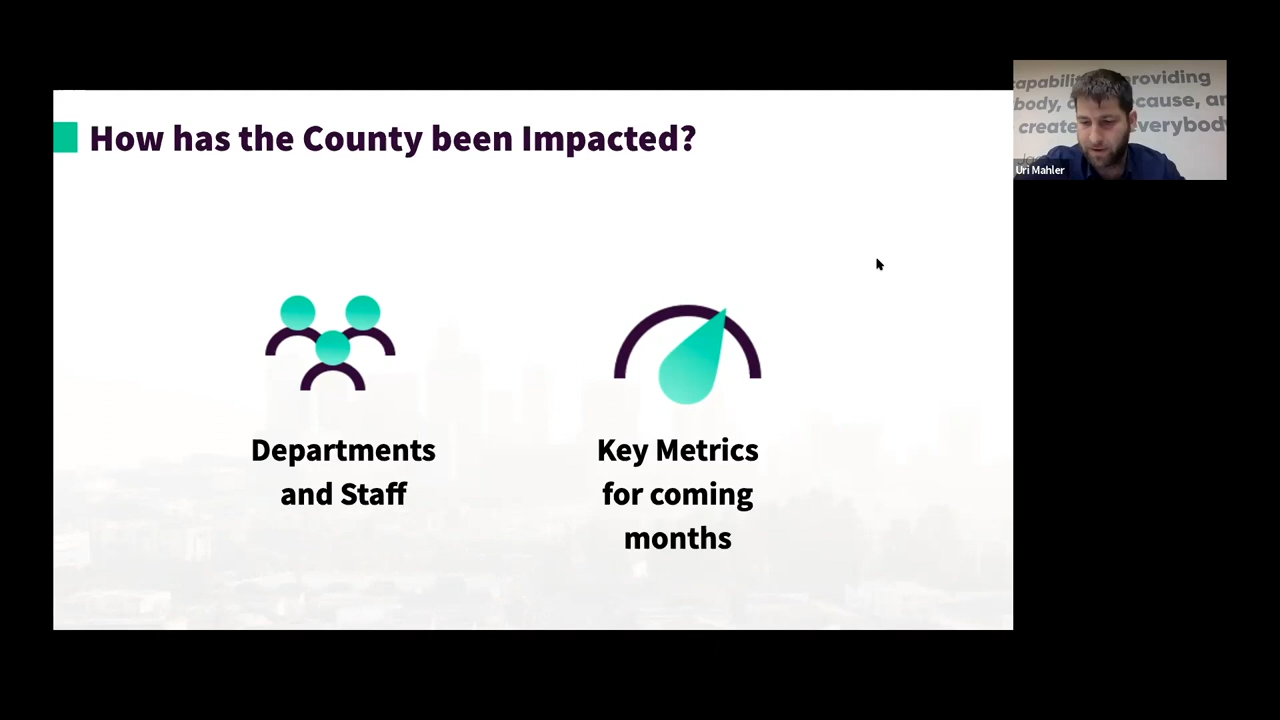 How has the County been Impacted?
Departments
and Staff
Key Metrics
for coming
months
providing
body,
cause, an
create
everybody
Uri Mahler